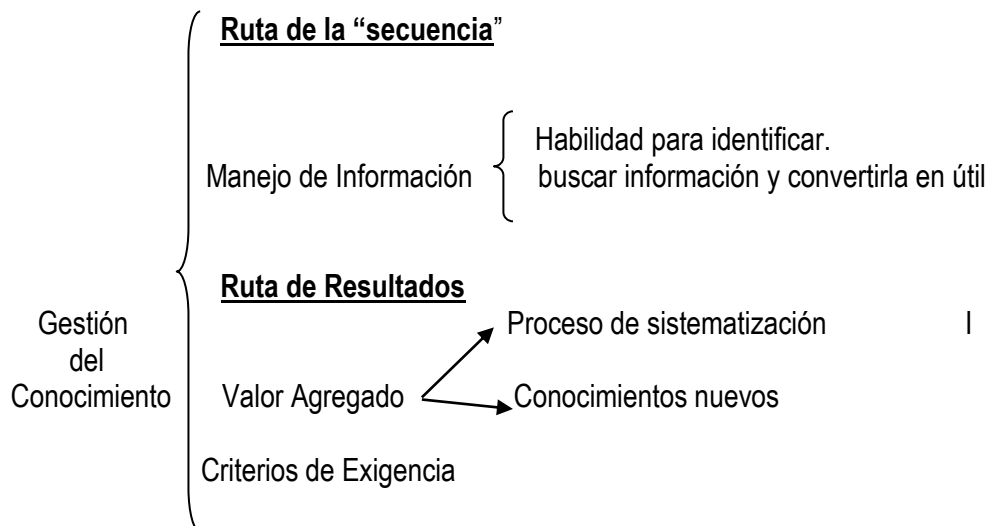 Ruta de la “secuencia”
Habilidad para identificar.
Manejo de Información
buscar información y convertirla en útil
Ruta de Resultados
Gestión
del
Conocimiento
Proceso de sistematización I
Valor Agregado
Conocimientos nuevos
Criterios de Exigencia